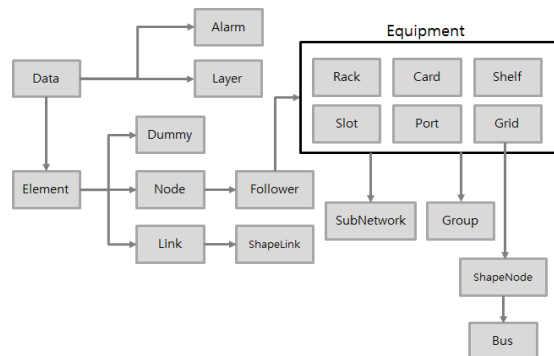 Alarm
Equipment
Data
Layer
Rack
Card
Shelf
Dummy
Slot
Port
Grid
Element
Node
Follower
SubNetwork
Group
Link
ShapeLink
ShapeNode
Bus